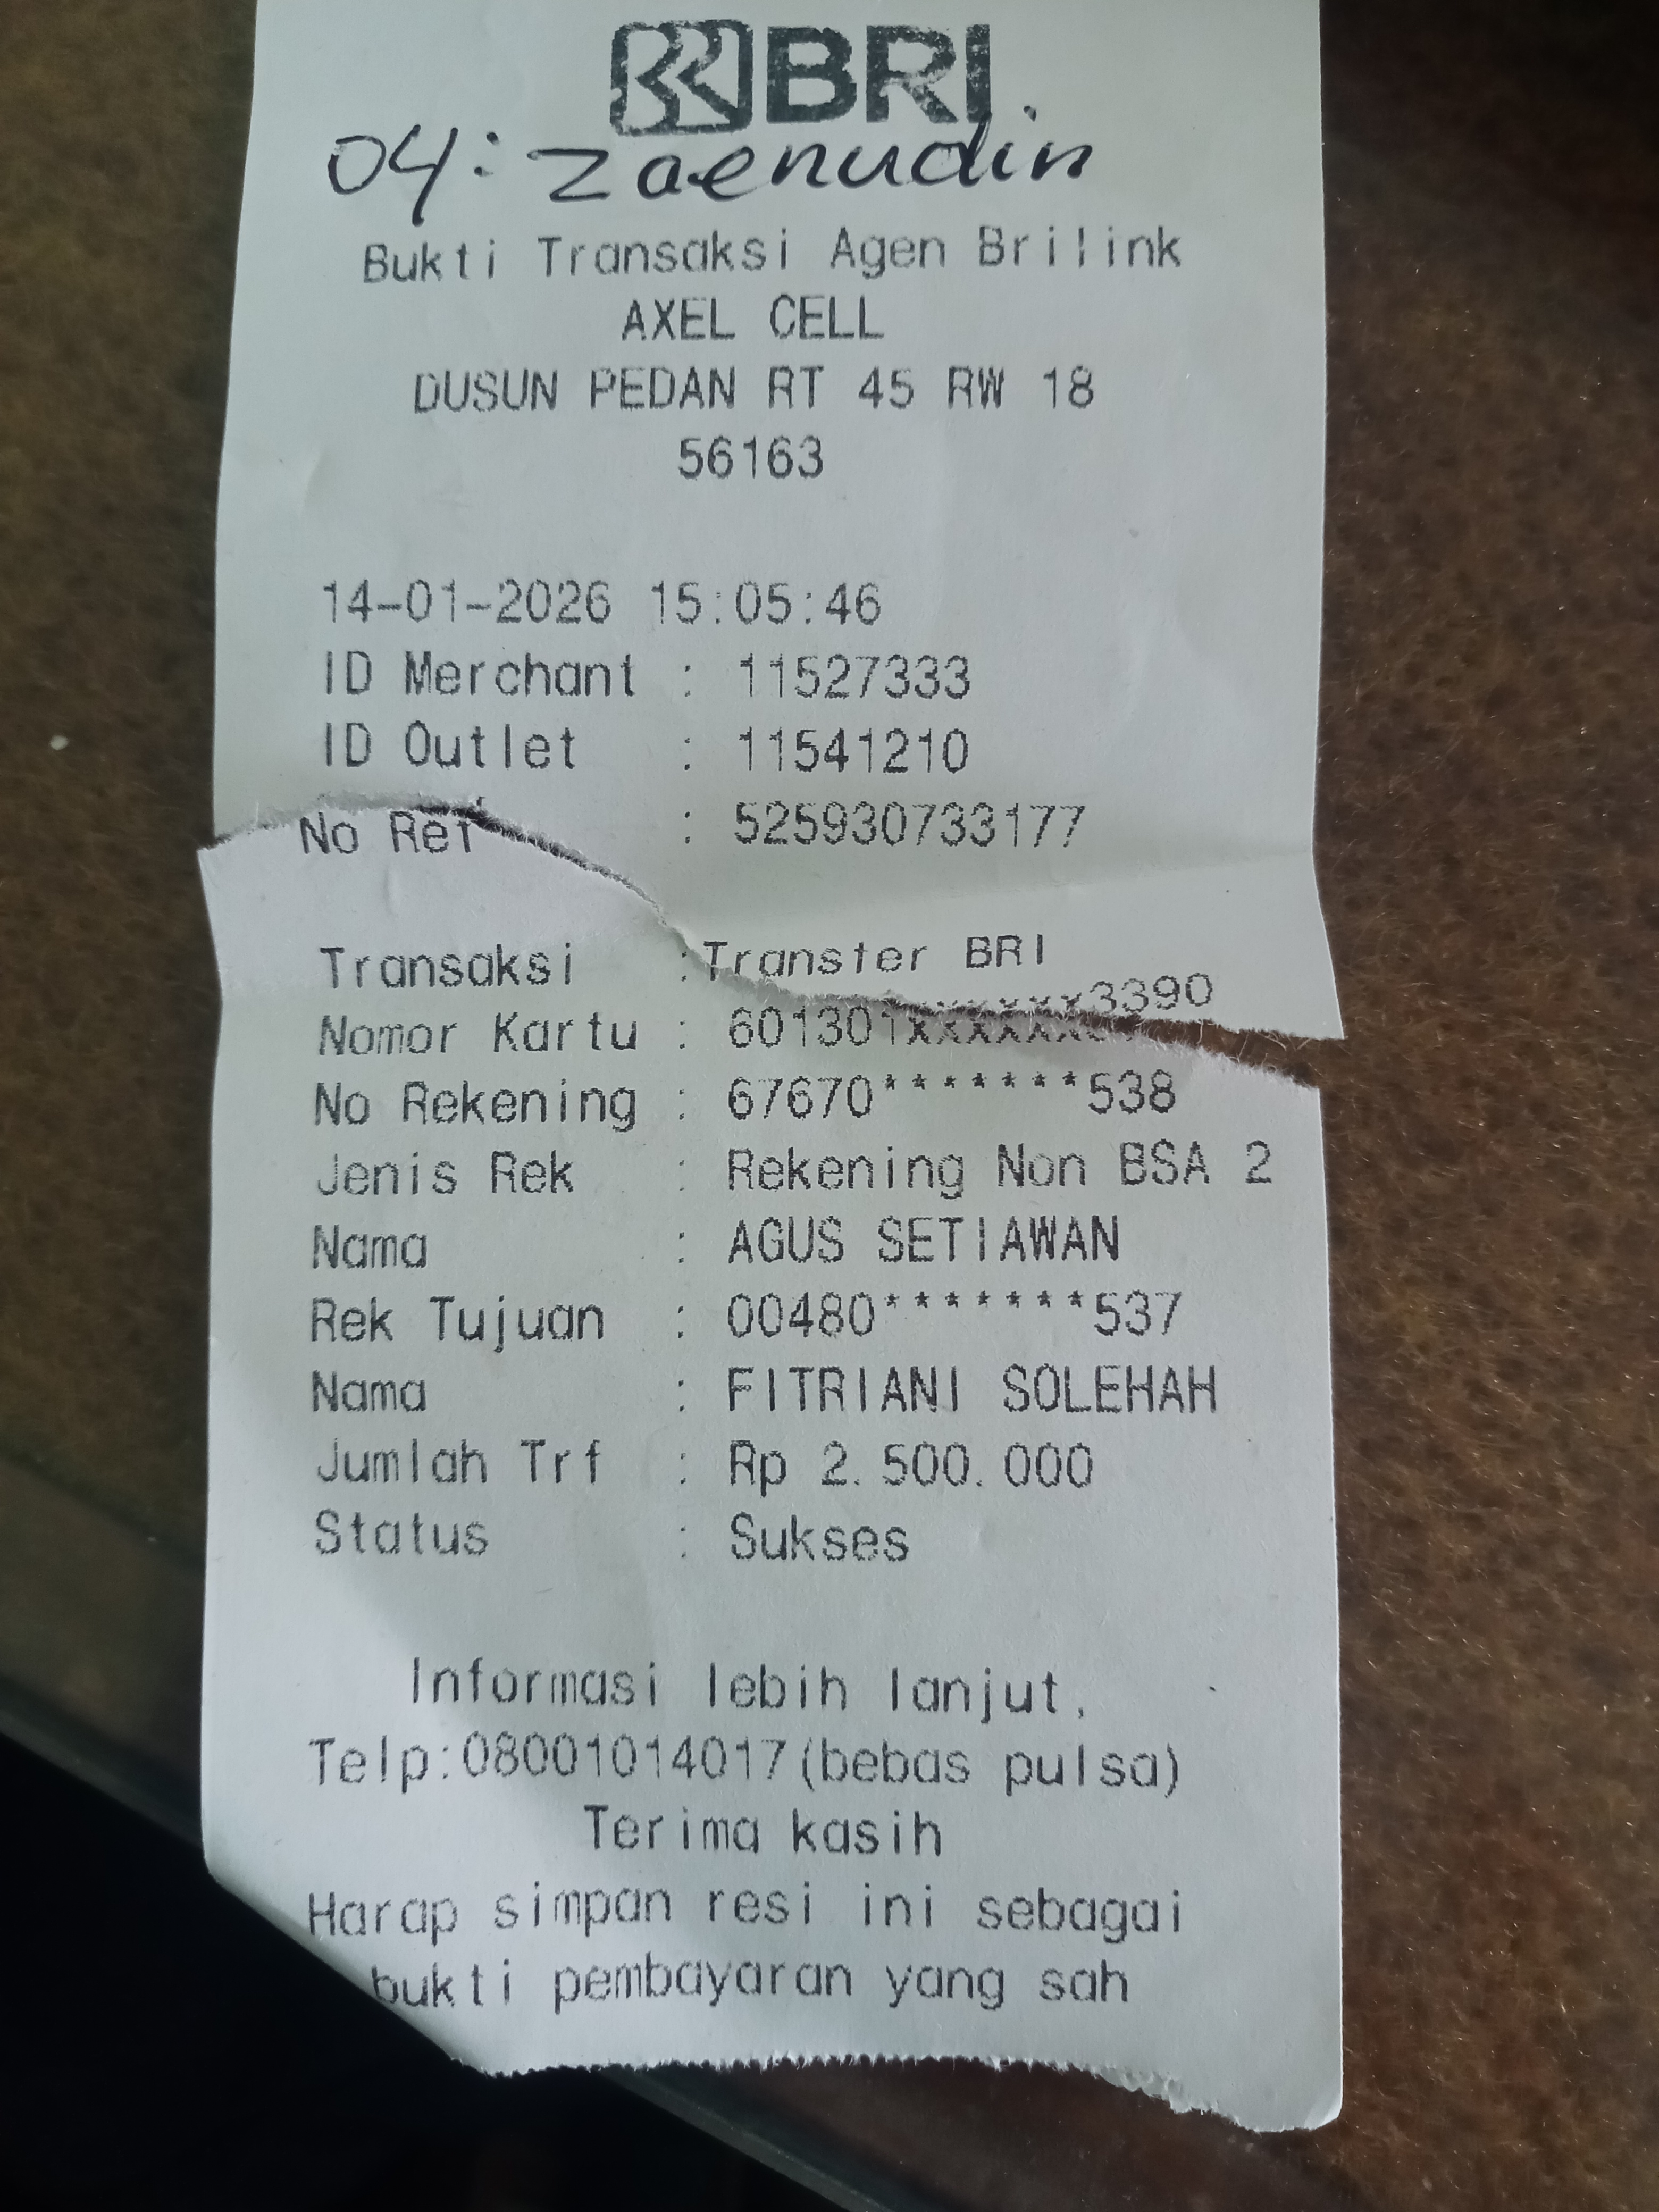 BRI
04: Zaenudin
Bukti Transaksi Agen Brilink
AXEL CELL
DUSUN PEDAN RT 45 RW 18
56163
14-01-2026 15:05:46
ID Merchant : 11527333
ID Outlet : 11541210
No Ref : 525930733177
Transaksi : Transfer BRI
Nomor Kartu : 601301xxxxxxx3390
No Rekening : 67670*******538
Jenis Rek : Rekening Non BSA 2
Nama : AGUS SETIAWAN
Rek Tujuan : 00480*******537
Nama : FITRIANI SOLEHAH
Jumlah Trf : Rp 2.500.000
Status : Sukses
Informasi lebih lanjut,
Telp:08001014017(bebas pulsa)
Terima kasih
Harap simpan resi ini sebagai
bukti pembayaran yang sah